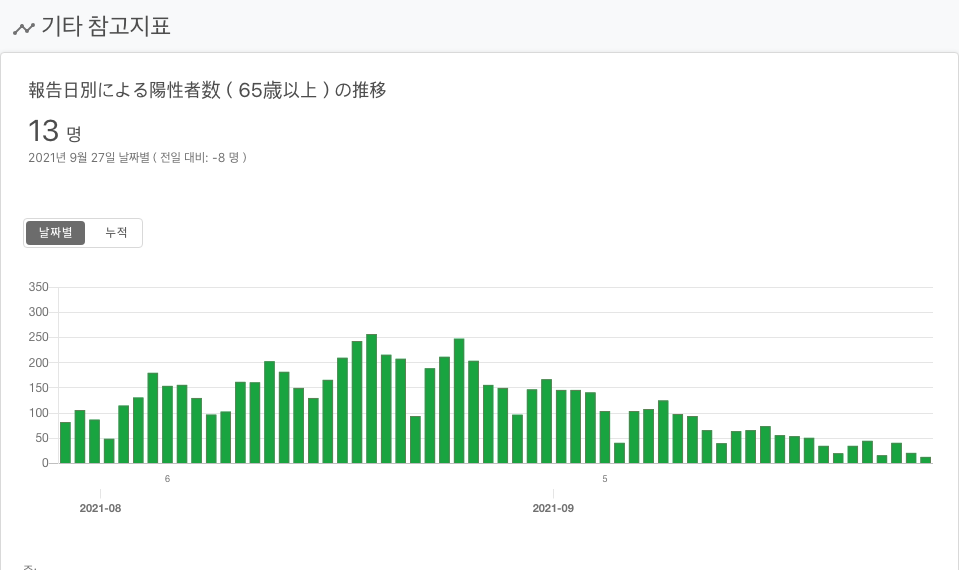 기타 참고지표
報告日別による陽性者数 ( 65歳以上 ) の推移
13 명
2021년 9월 27일 날짜별 ( 전일 대비: -8 명 )
날짜별 누적
350
300
250
200
150
100
50
0
6 5
2021-08 2021-09